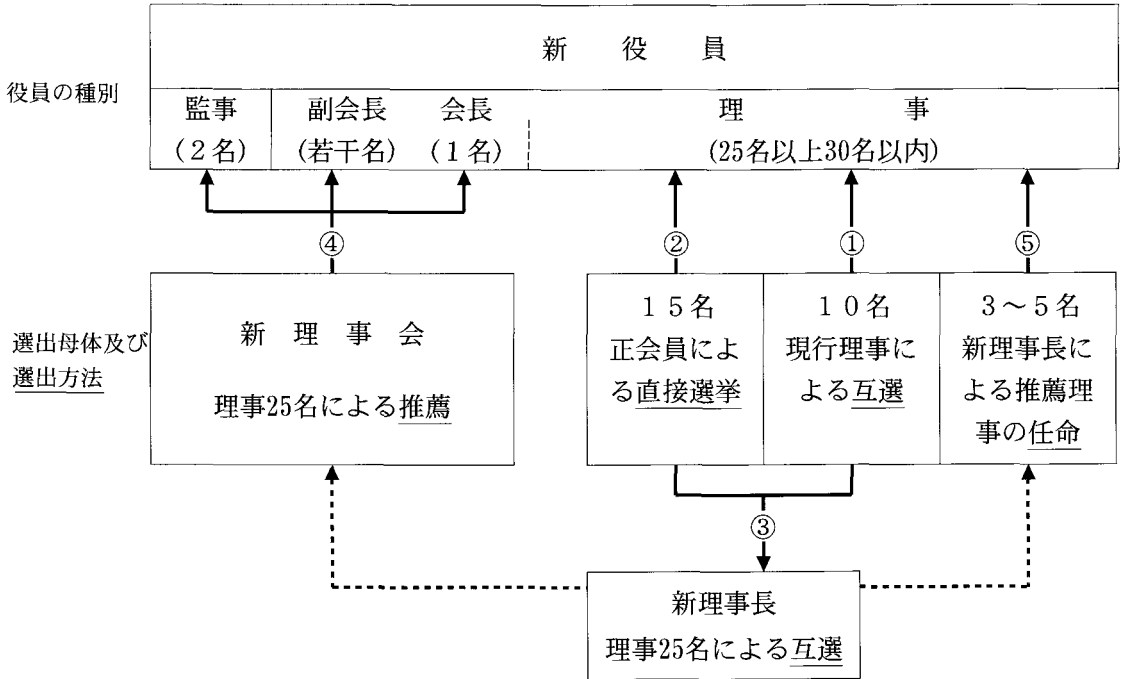 新役員
役員の種別
監事
(2名)
副会長
(若干名)
会長
(1名)
理事
(25名以上30名以内)
④
②
①
⑤
選出母体及び
選出方法
新理事会
理事25名による推薦
15名
正会員によ
る直接選挙
10名
現行理事に
よる互選
3～5名
新理事長に
よる推薦理
事の任命
③
新理事長
理事25名による互選